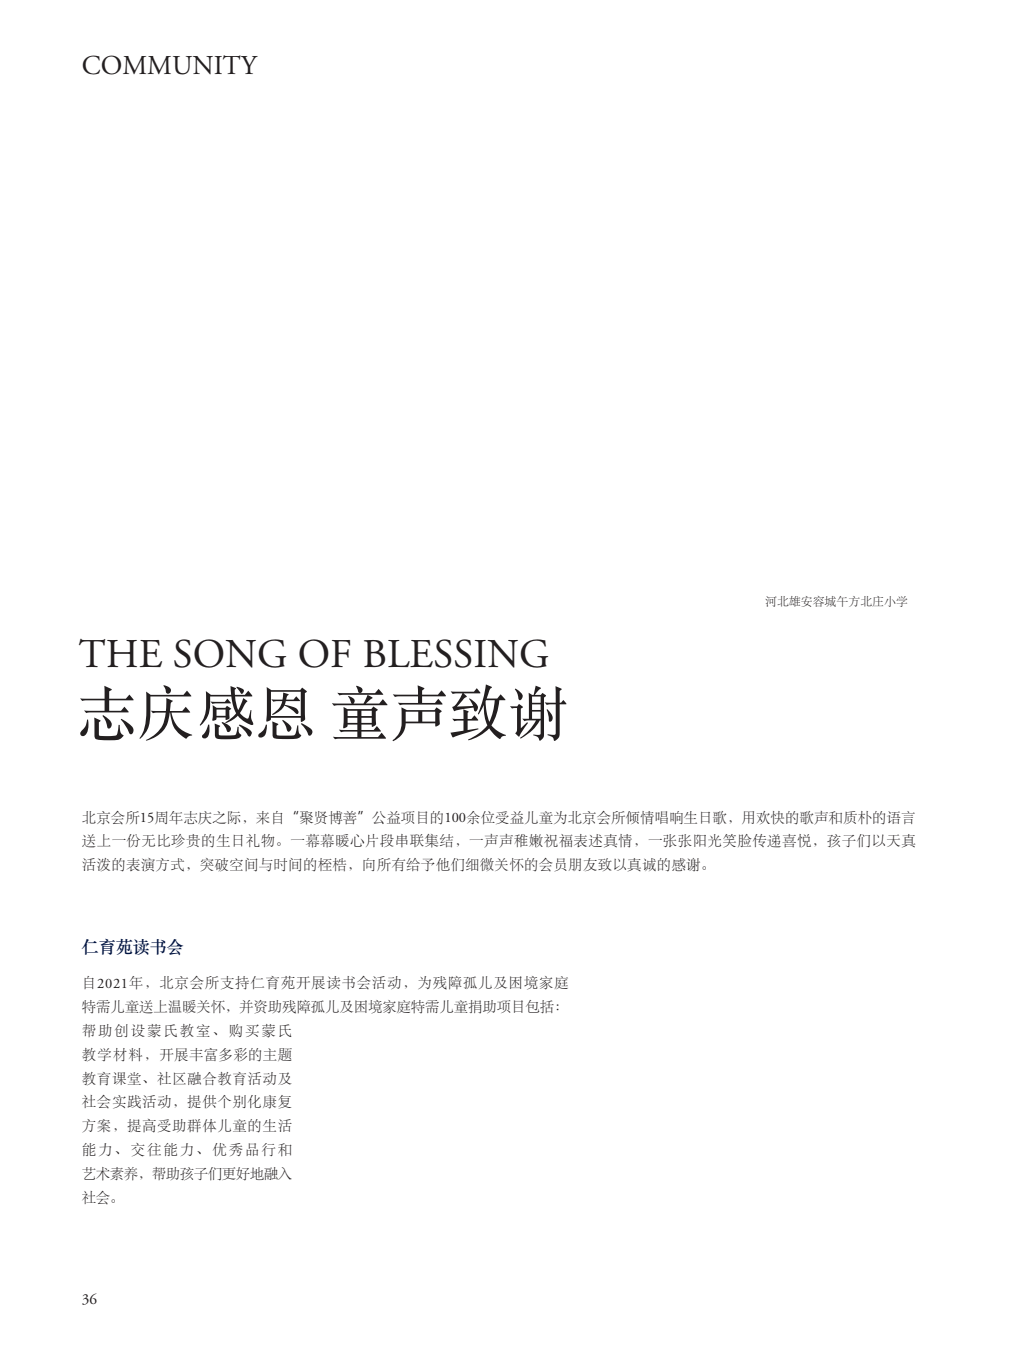 COMMUNITY
河北雄安容城午方北庄小学
THE SONG OF BLESSING
志庆感恩 童声致谢
北京会所15周年志庆之际，来自“聚贤博善”公益项目的100余位受益儿童为北京会所倾情唱响生日歌，用欢快的歌声和质朴的语言
送上一份无比珍贵的生日礼物。一幕幕暖心片段串联集结，一声声稚嫩祝福表述真情，一张张阳光笑脸传递喜悦，孩子们以天真
活泼的表演方式，突破空间与时间的桎梏，向所有给予他们细微关怀的会员朋友致以真诚的感谢。
仁育苑读书会
自2021年，北京会所支持仁育苑开展读书会活动，为残障孤儿及困境家庭
特需儿童送上温暖关怀，并资助残障孤儿及困境家庭特需儿童捐助项目包括：
帮助创设蒙氏教室、购买蒙氏
教学材料，开展丰富多彩的主题
教育课堂、社区融合教育活动及
社会实践活动，提供个别化康复
方案，提高受助群体儿童的生活
能力、交往能力、优秀品行和
艺术素养，帮助孩子们更好地融入
社会。
36